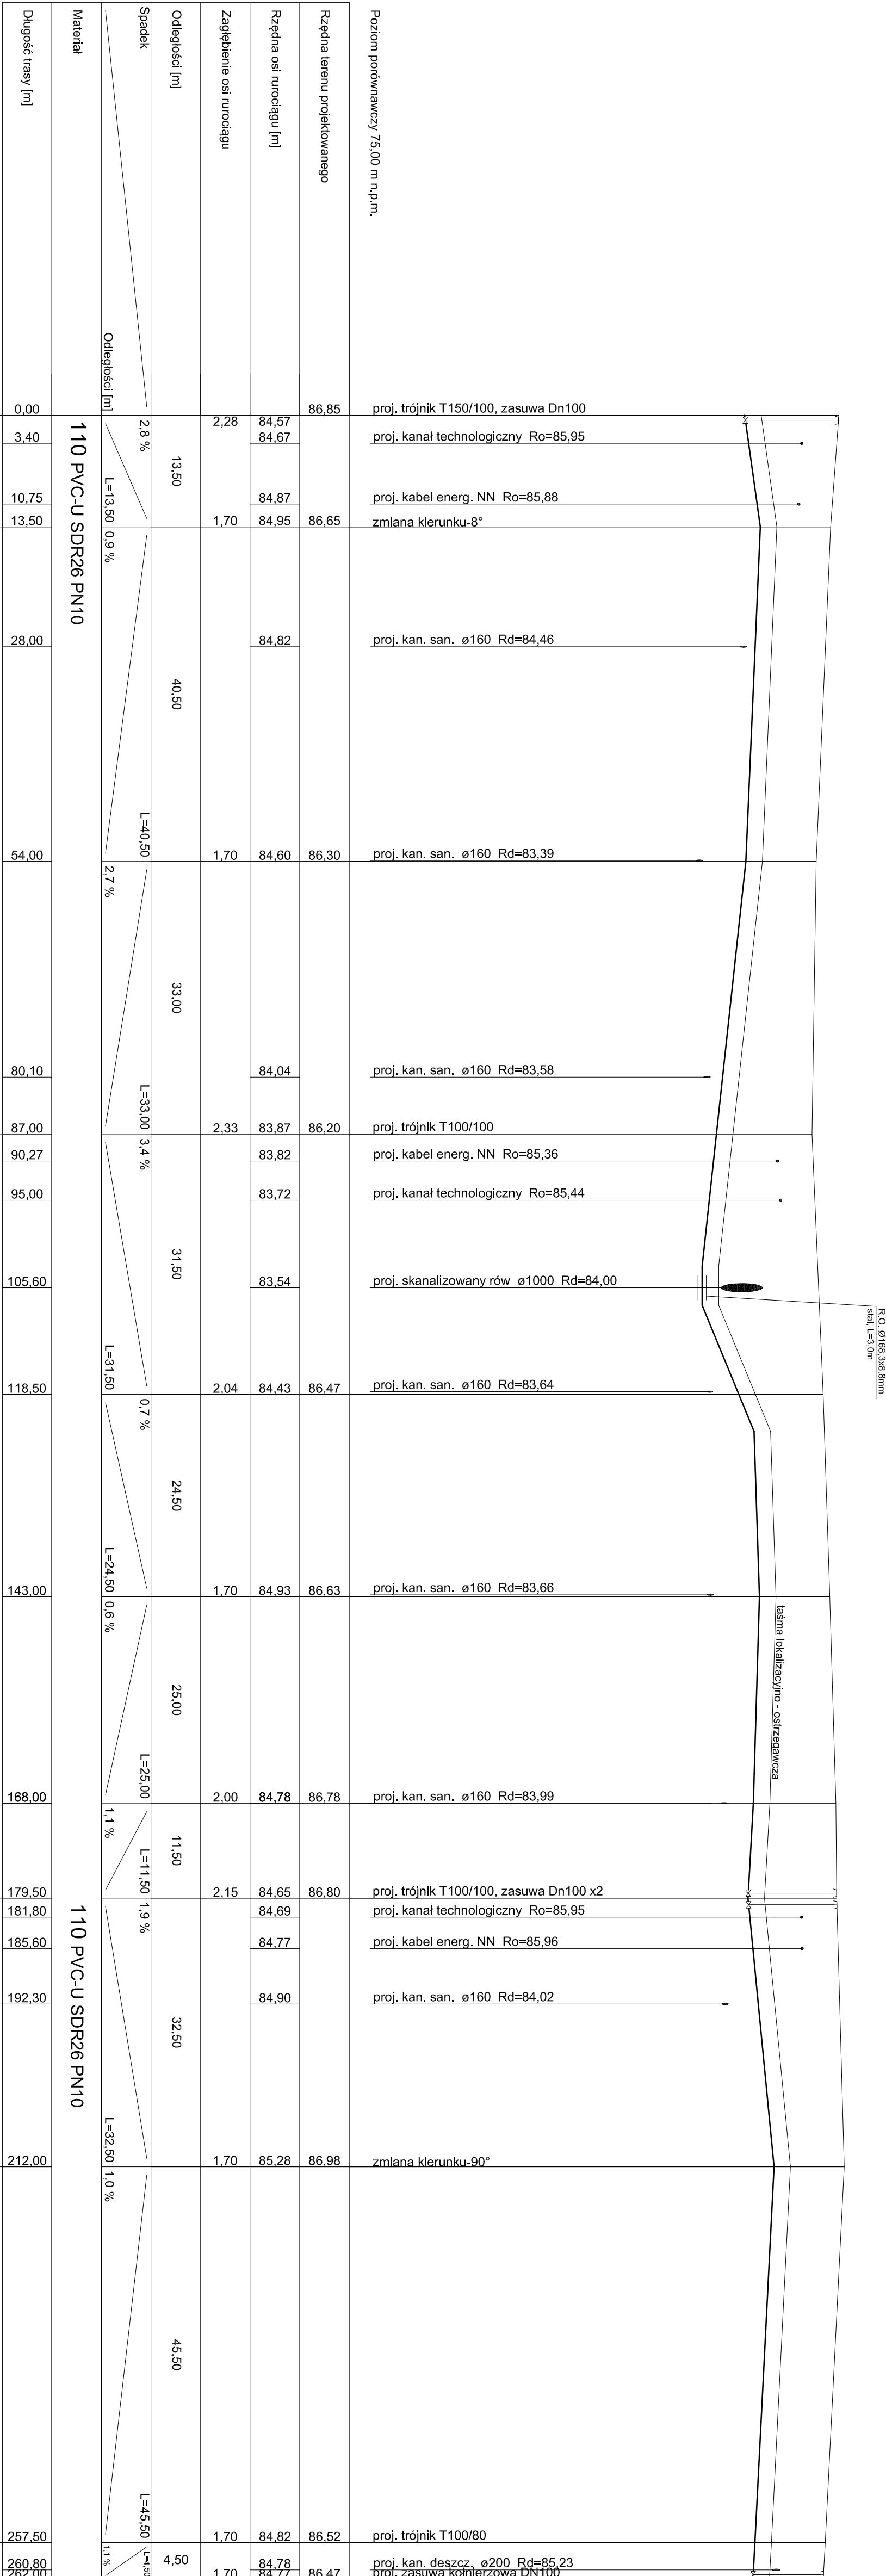 Poziom porównawczy 75,00 m n.p.m.
Rzędna terenu projektowanego
Rzędna osi rurociągu [m]
Zagłębienie osi rurociągu
Odległości [m]
Spadek
Odległości [m]
Materiał
Długość trasy [m]
0,00 2,28 84,57 86,85 proj. trójnik T150/100, zasuwa Dn100
2,8 %
3,40 84,67 proj. kanał technologiczny Ro=85,95
13,50
110 PVC-U SDR26 PN10
10,75 84,87 proj. kabel energ. NN Ro=85,88
L=13,50
13,50 1,70 84,95 86,65 zmiana kierunku-8°
0,9 %
28,00 84,82 proj. kan. san. ø160 Rd=84,46
40,50
L=40,50
54,00 1,70 84,60 86,30 proj. kan. san. ø160 Rd=83,39
2,7 %
33,00
80,10 84,04 proj. kan. san. ø160 Rd=83,58
L=33,00
87,00 2,33 83,87 86,20 proj. trójnik T100/100
3,4 %
90,27 83,82 proj. kabel energ. NN Ro=85,36
95,00 83,72 proj. kanał technologiczny Ro=85,44
31,50
105,60 83,54 proj. skanalizowany rów ø1000 Rd=84,00
R.O. Ø168,3x8,8mm
stal, L=3,0m
L=31,50
118,50 2,04 84,43 86,47 proj. kan. san. ø160 Rd=83,64
0,7 %
24,50
L=24,50
143,00 1,70 84,93 86,63 proj. kan. san. ø160 Rd=83,66
0,6 %
taśma lokalizacyjno - ostrzegawcza
25,00
L=25,00
168,00 2,00 84,78 86,78 proj. kan. san. ø160 Rd=83,99
1,1 %
11,50
L=11,50
179,50 2,15 84,65 86,80 proj. trójnik T100/100, zasuwa Dn100 x2
1,9 %
181,80 84,69 proj. kanał technologiczny Ro=85,95
110 PVC-U SDR26 PN10
185,60 84,77 proj. kabel energ. NN Ro=85,96
192,30 84,90 proj. kan. san. ø160 Rd=84,02
32,50
L=32,50
212,00 1,70 85,28 86,98 zmiana kierunku-90°
1,0 %
45,50
L=45,50
257,50 1,70 84,82 86,52 proj. trójnik T100/80
1,1 %
4,50
L=4,50
260,80 84,78 proj. kan. deszcz. ø200 Rd=85,23
262,00 1,70 84,77 86,47 proj. zasuwa kołnierzowa DN100